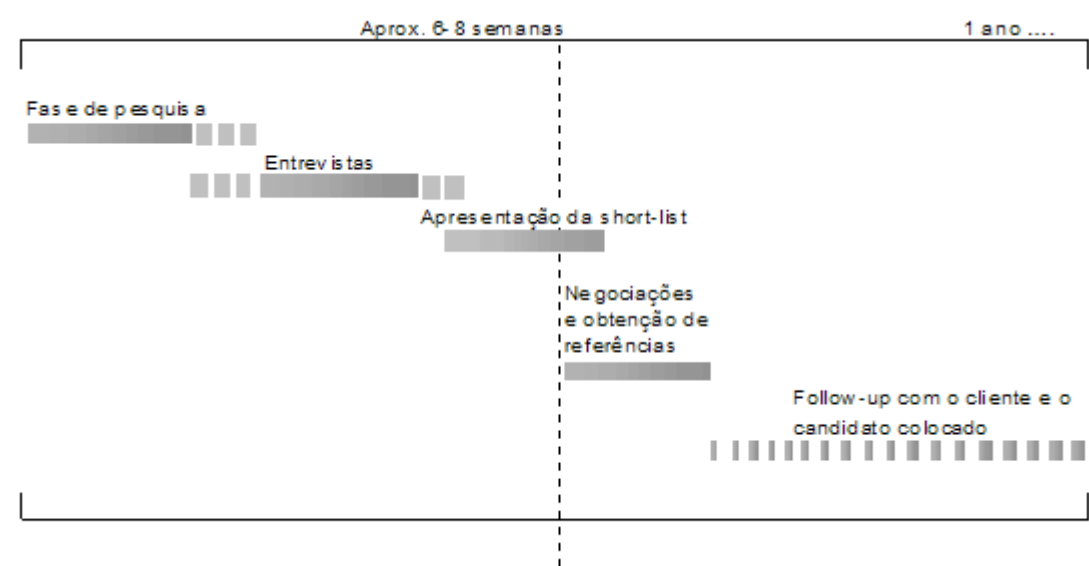 Aprox. 6-8 semanas
1 ano ....
Fase de pesquisa
Entrevistas
Apresentação da short-list
Negociações
e obtenção de
referências
Follow-up com o cliente e o
candidato colocado